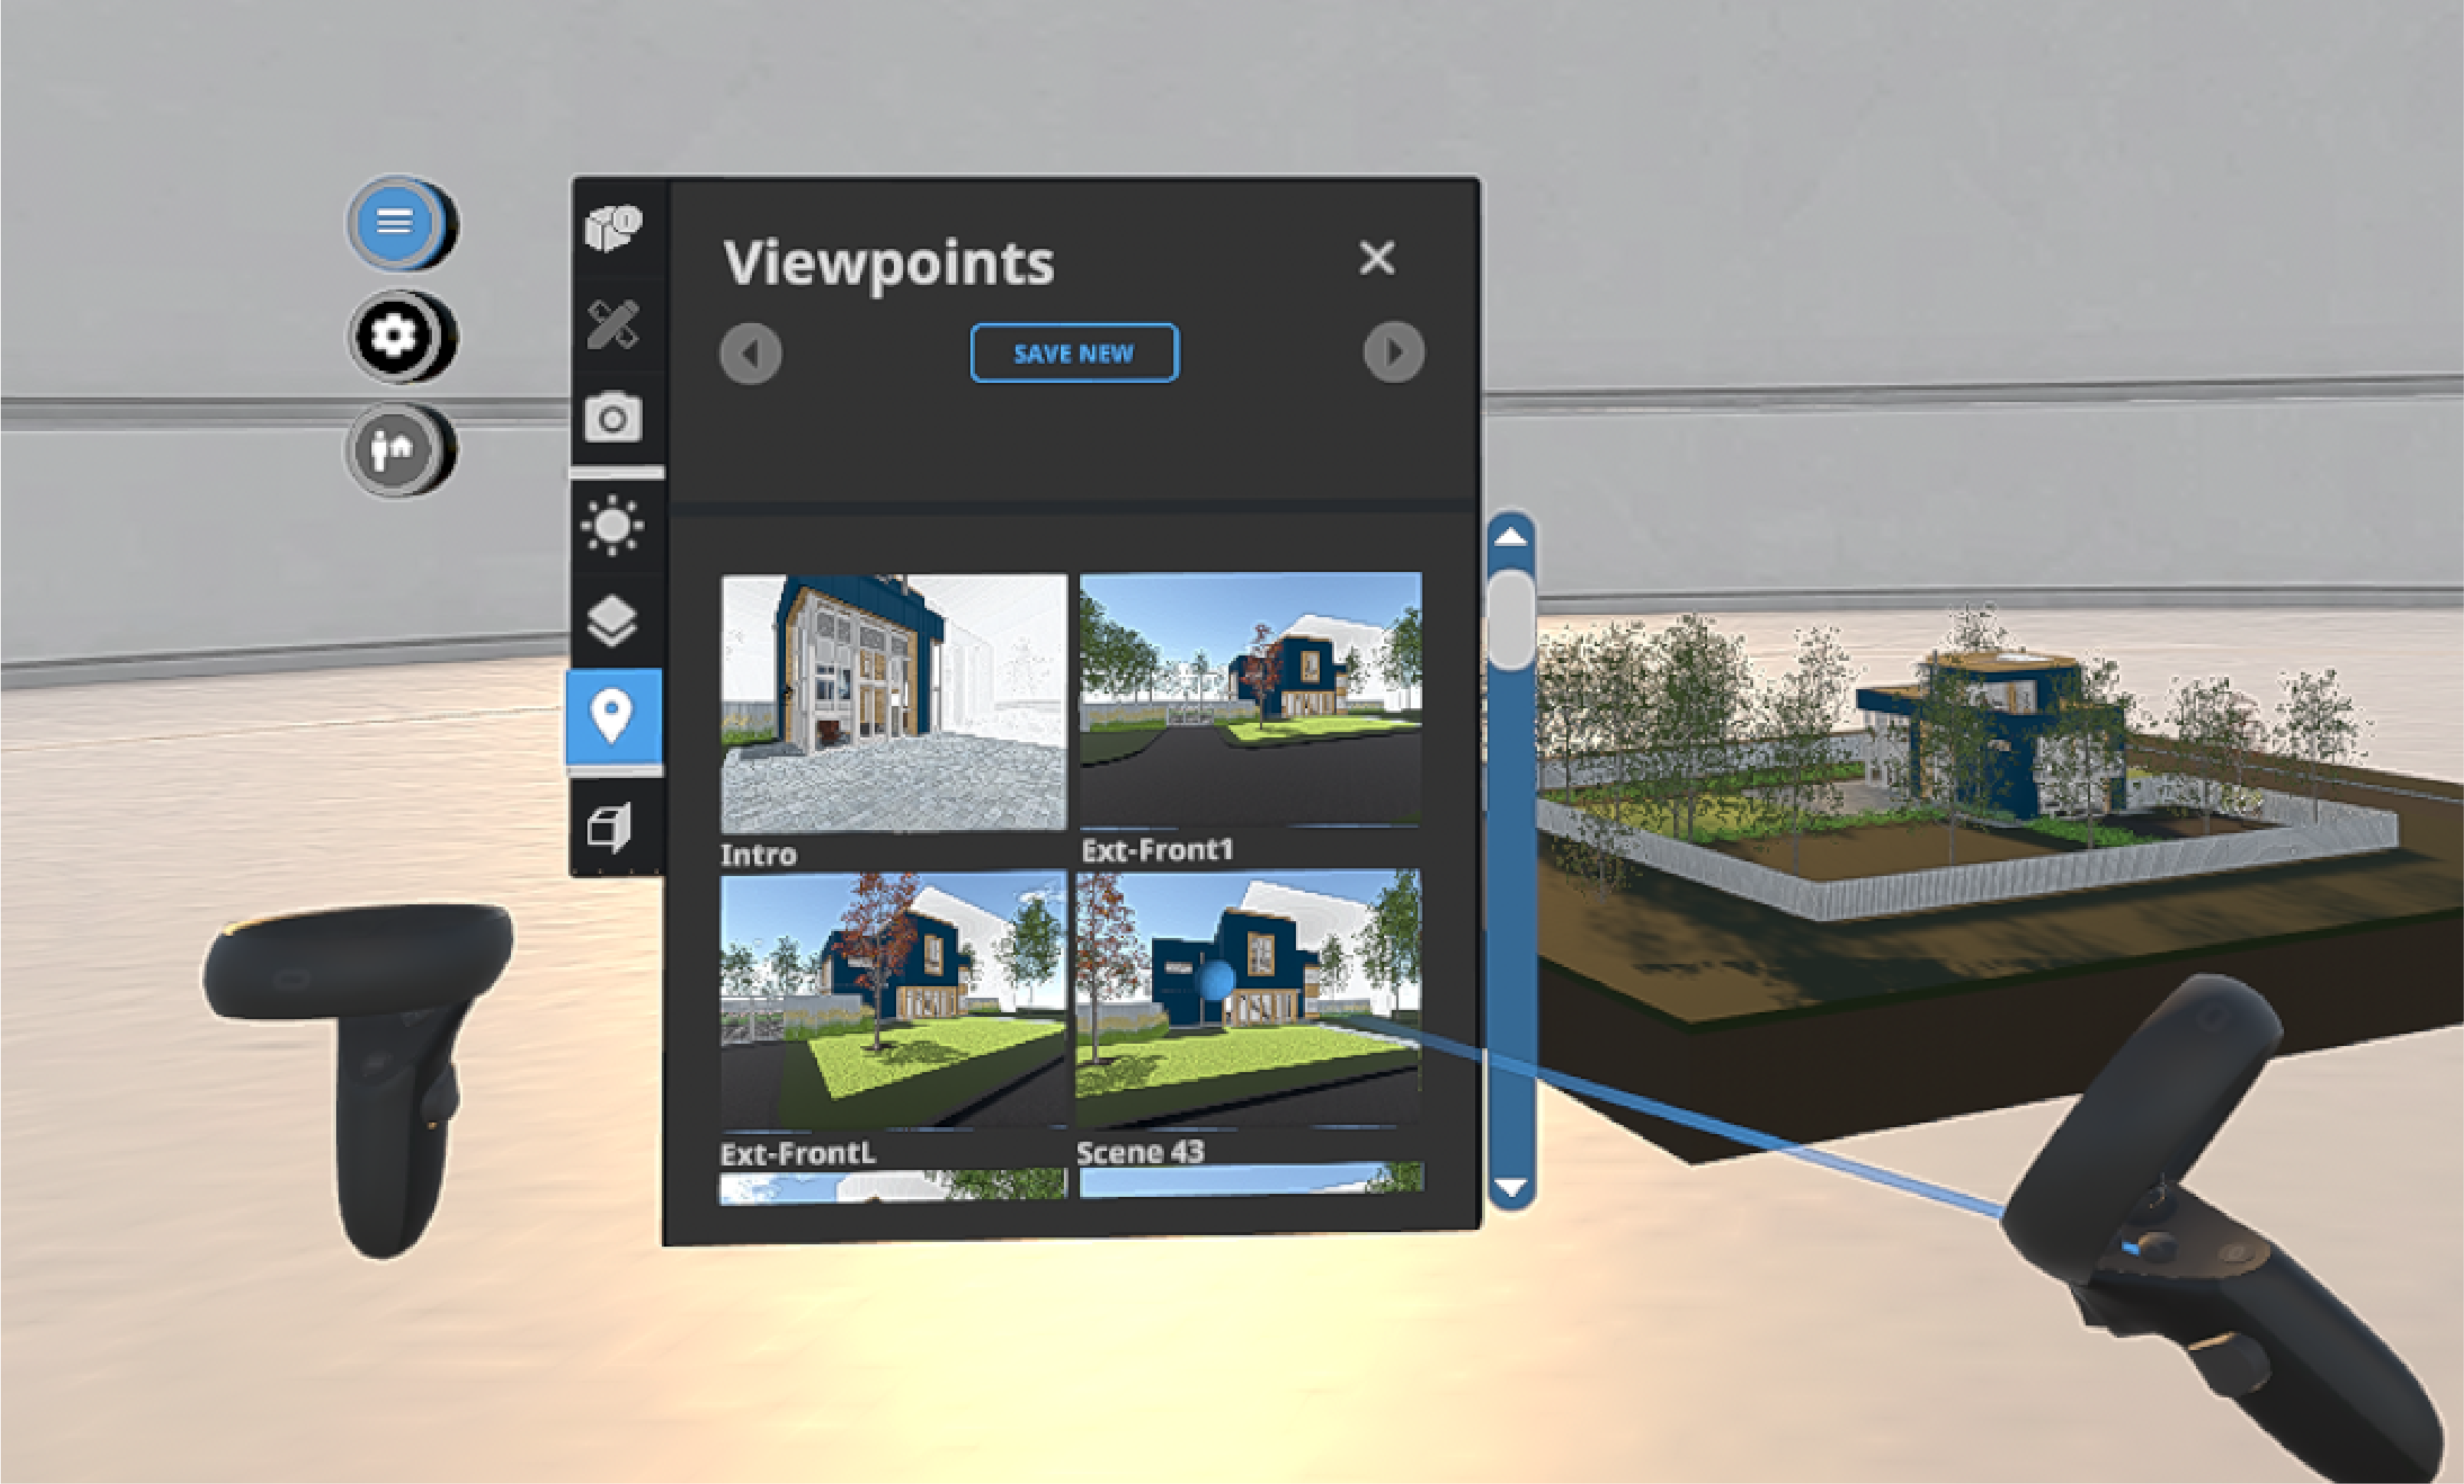 Viewpoints
SAVE NEW
Intro
Ext-Front1
Ext-FrontL
Scene 43